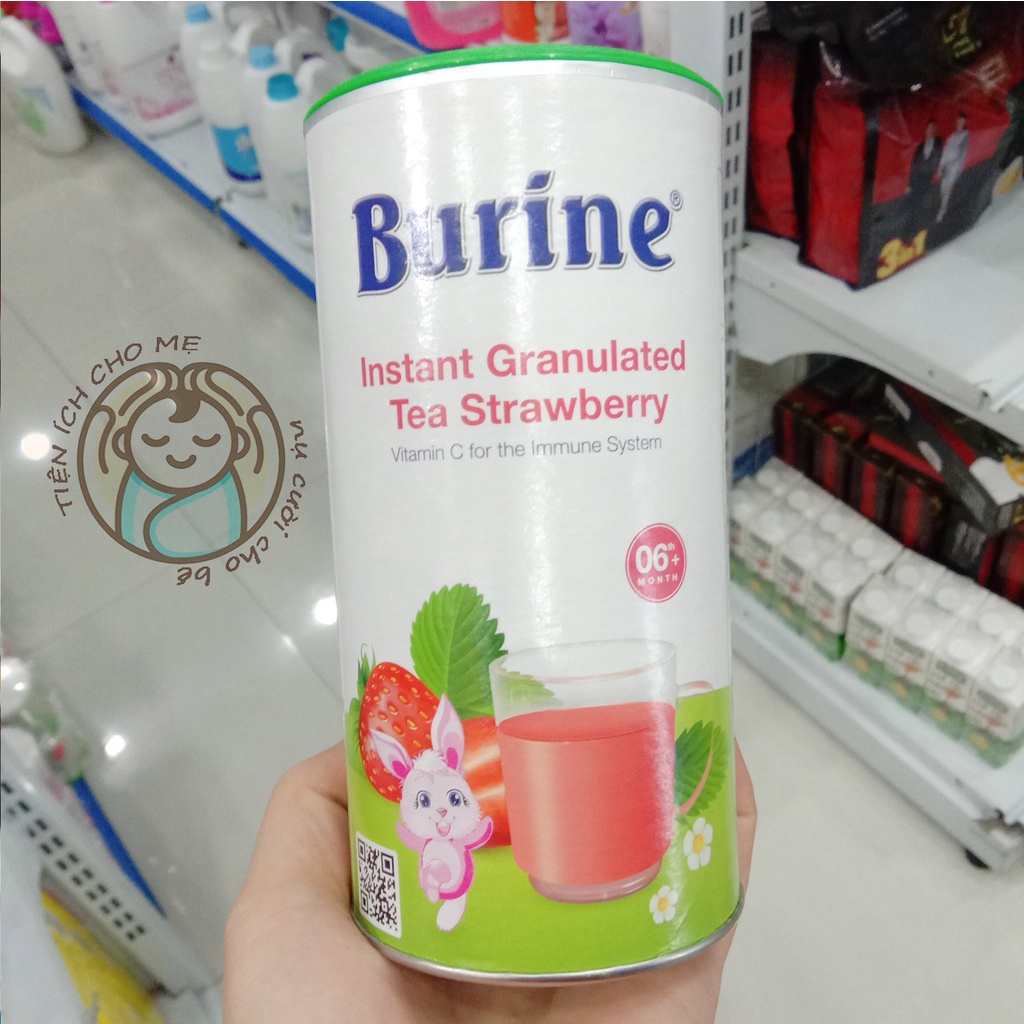 Burine®
Instant Granulated
Tea Strawberry
Vitamin C for the Immune System
06th+
MONTH
TIỆN ÍCH CHO MẸ
nụ cười cho bé
3in1